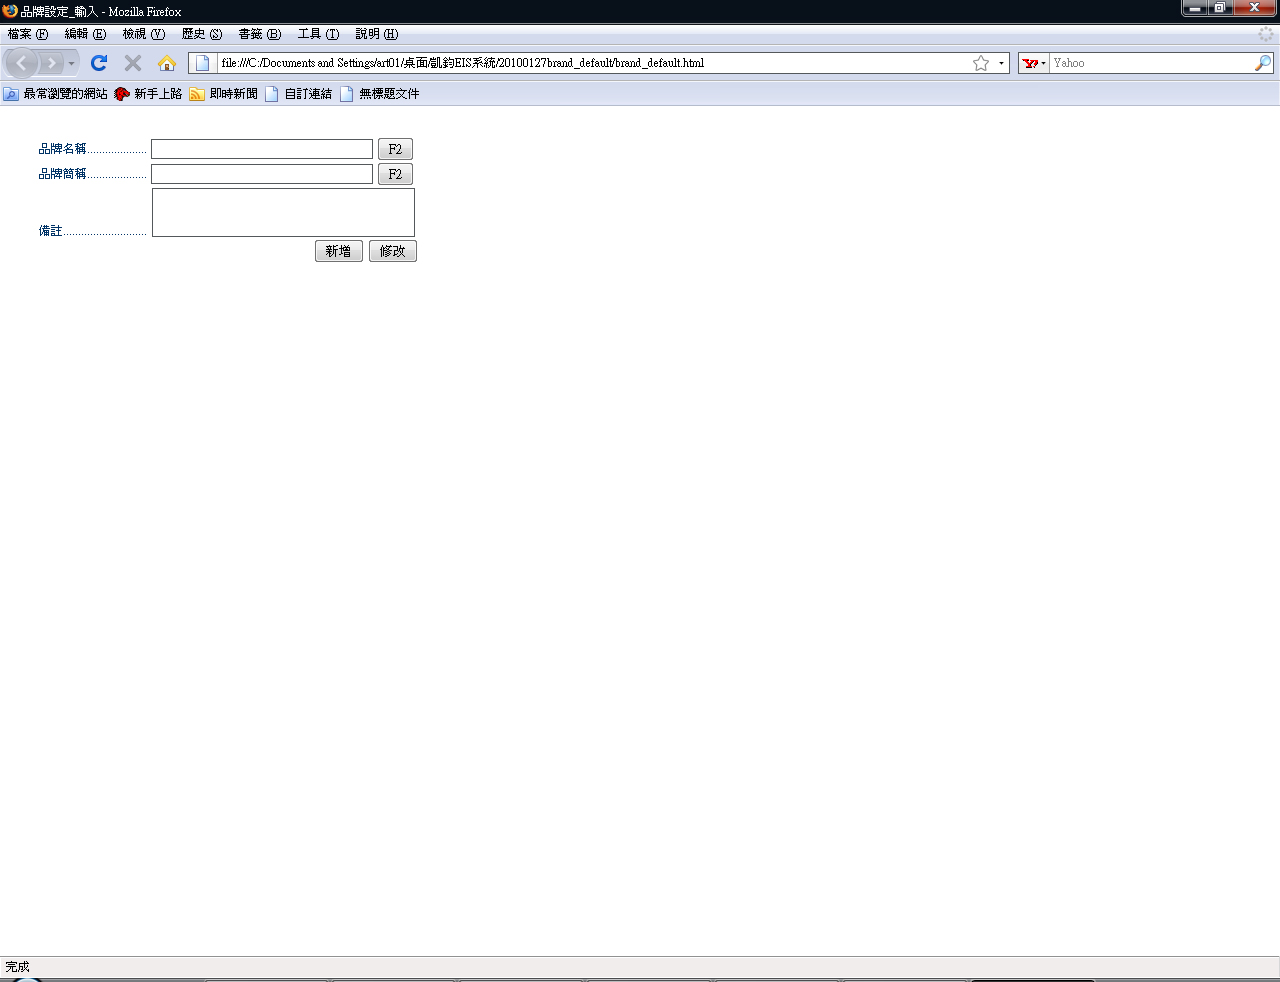 品牌設定_輸入 - Mozilla Firefox
檔案 (F) 編輯 (E) 檢視 (V) 歷史 (S) 書籤 (B) 工具 (T) 說明 (H)
file:///C:/Documents and Settings/art01/桌面/凱鈞EIS系統/20100127brand_default/brand_default.html Y! Yahoo
最常瀏覽的網站 新手上路 即時新聞 自訂連結 無標題文件
品牌名稱.................... F2
品牌簡稱.................... F2
備註............................
新增 修改
完成